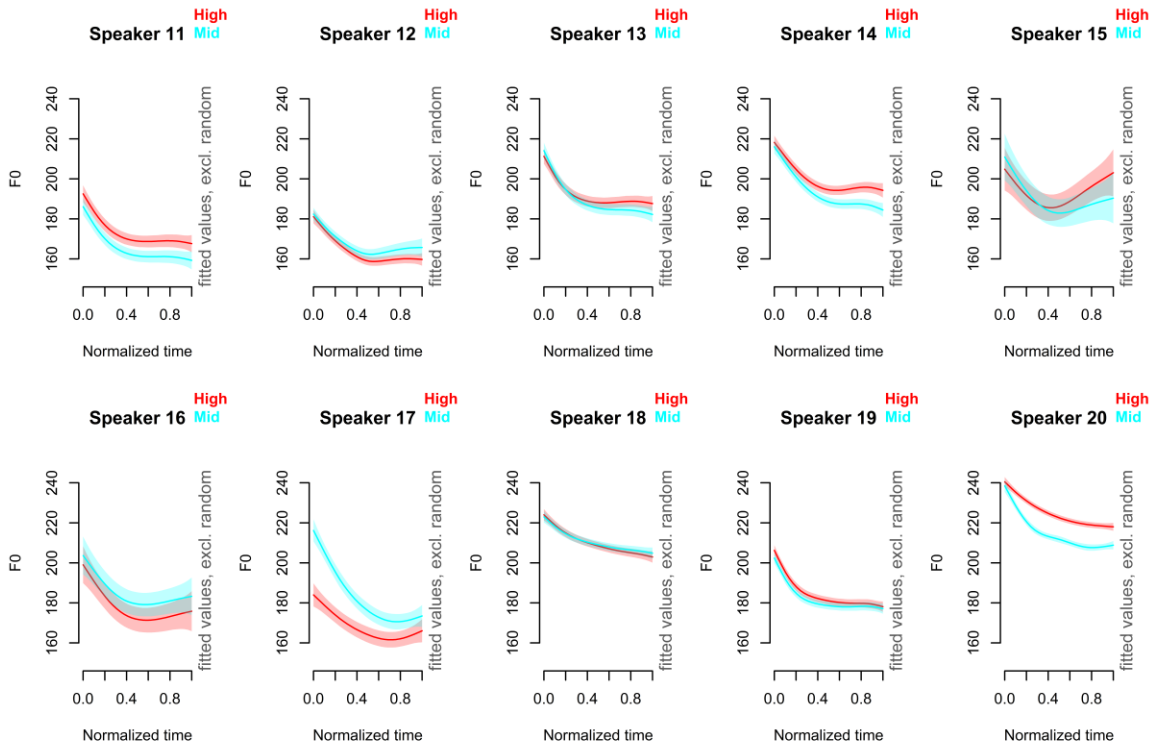 Speaker 11
High
Mid
F0
160 180 200 220 240
fitted values, excl. random
0.0 0.4 0.8
Normalized time
Speaker 12
High
Mid
F0
160 180 200 220 240
fitted values, excl. random
0.0 0.4 0.8
Normalized time
Speaker 13
High
Mid
F0
160 180 200 220 240
fitted values, excl. random
0.0 0.4 0.8
Normalized time
Speaker 14
High
Mid
F0
160 180 200 220 240
fitted values, excl. random
0.0 0.4 0.8
Normalized time
Speaker 15
High
Mid
F0
160 180 200 220 240
fitted values, excl. random
0.0 0.4 0.8
Normalized time
Speaker 16
High
Mid
F0
160 180 200 220 240
fitted values, excl. random
0.0 0.4 0.8
Normalized time
Speaker 17
High
Mid
F0
160 180 200 220 240
fitted values, excl. random
0.0 0.4 0.8
Normalized time
Speaker 18
High
Mid
F0
160 180 200 220 240
fitted values, excl. random
0.0 0.4 0.8
Normalized time
Speaker 19
High
Mid
F0
160 180 200 220 240
fitted values, excl. random
0.0 0.4 0.8
Normalized time
Speaker 20
High
Mid
F0
160 180 200 220 240
fitted values, excl. random
0.0 0.4 0.8
Normalized time